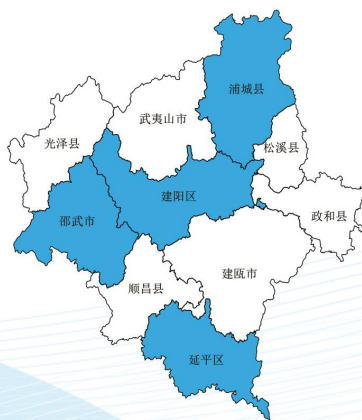 浦城县
武夷山市
光泽县
松溪县
建阳区
邵武市
政和县
建瓯市
顺昌县
延平区